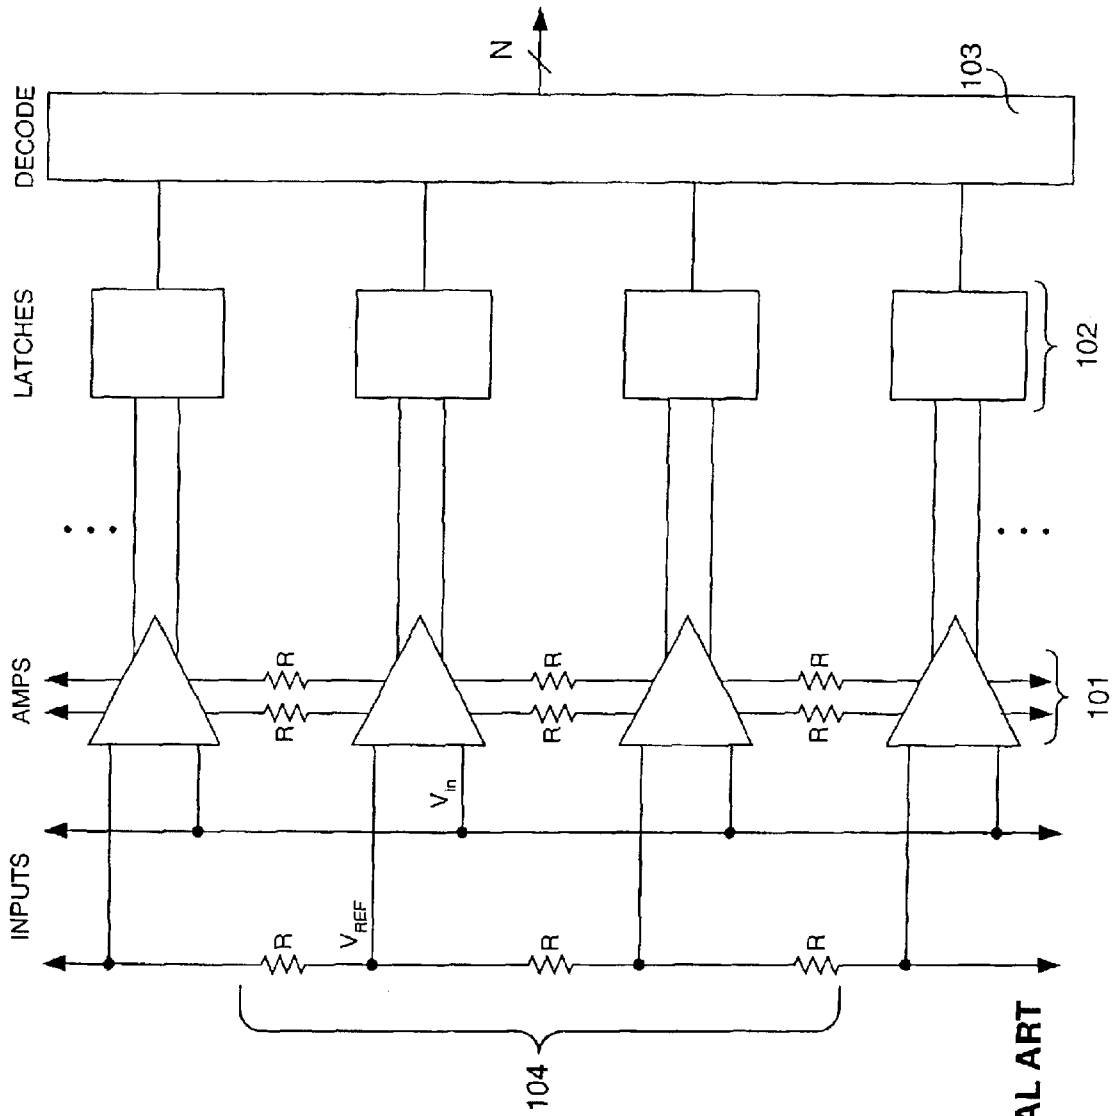 INPUTS
AMPS
LATCHES
DECODE
N
V_REF
V_in
R
R
R
R
R
R
R
R
R
104
101
102
103
AL ART